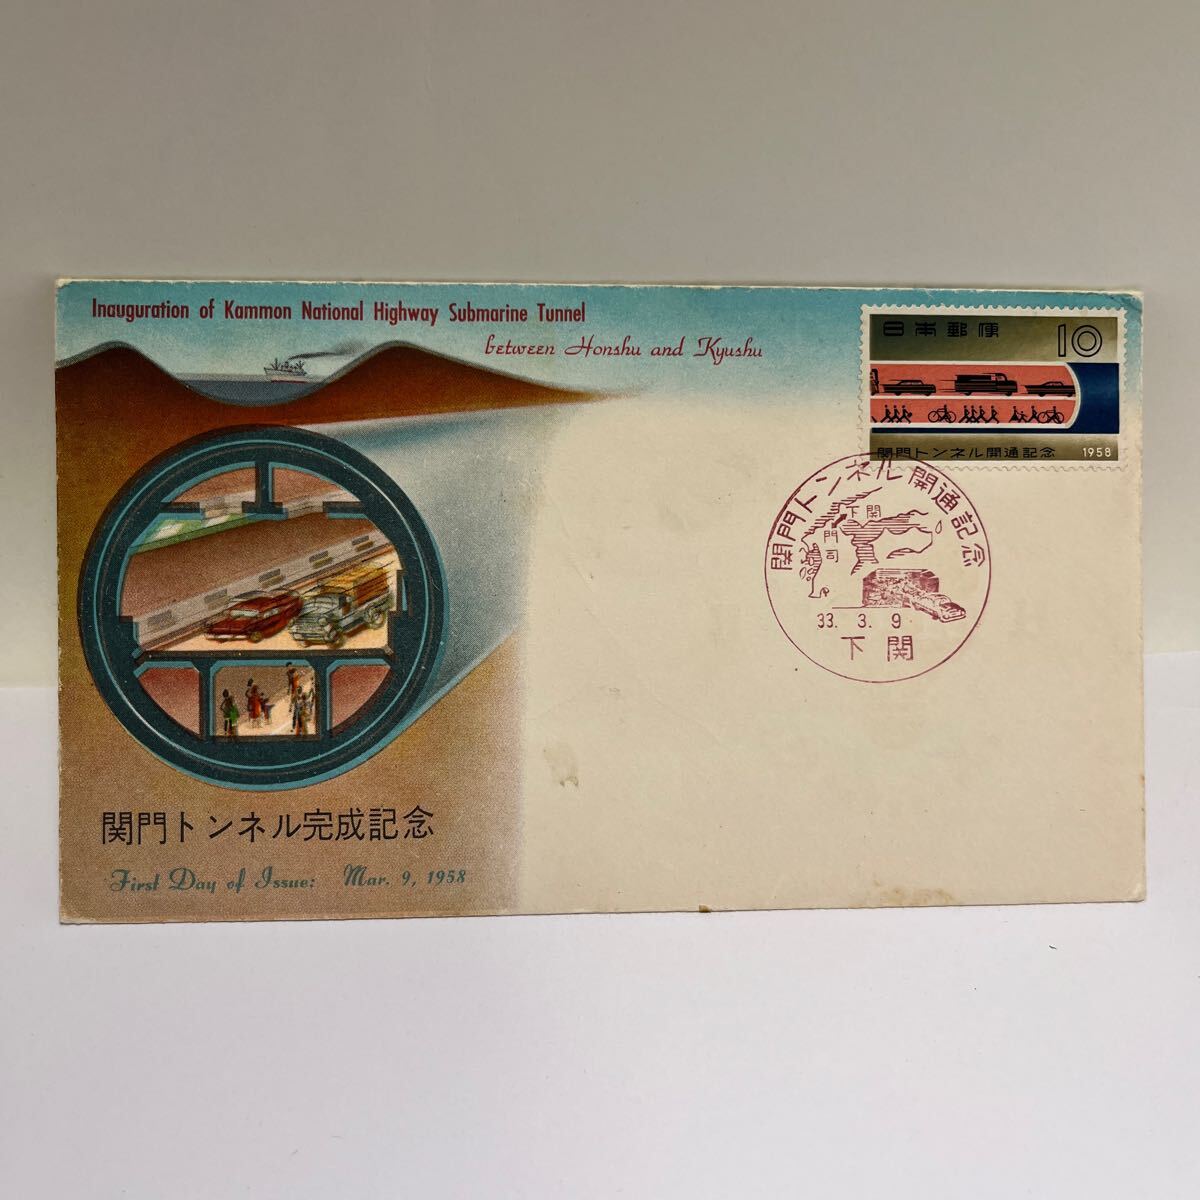 Inauguration of Kammon National Highway Submarine Tunnel
between Honshu and Kyushu
日本郵便 10
関門トンネル開通記念 1958
関門トンネル開通記念
下関
門司
33. 3. 9
下関
関門トンネル完成記念
First Day of Issue: Mar. 9, 1958